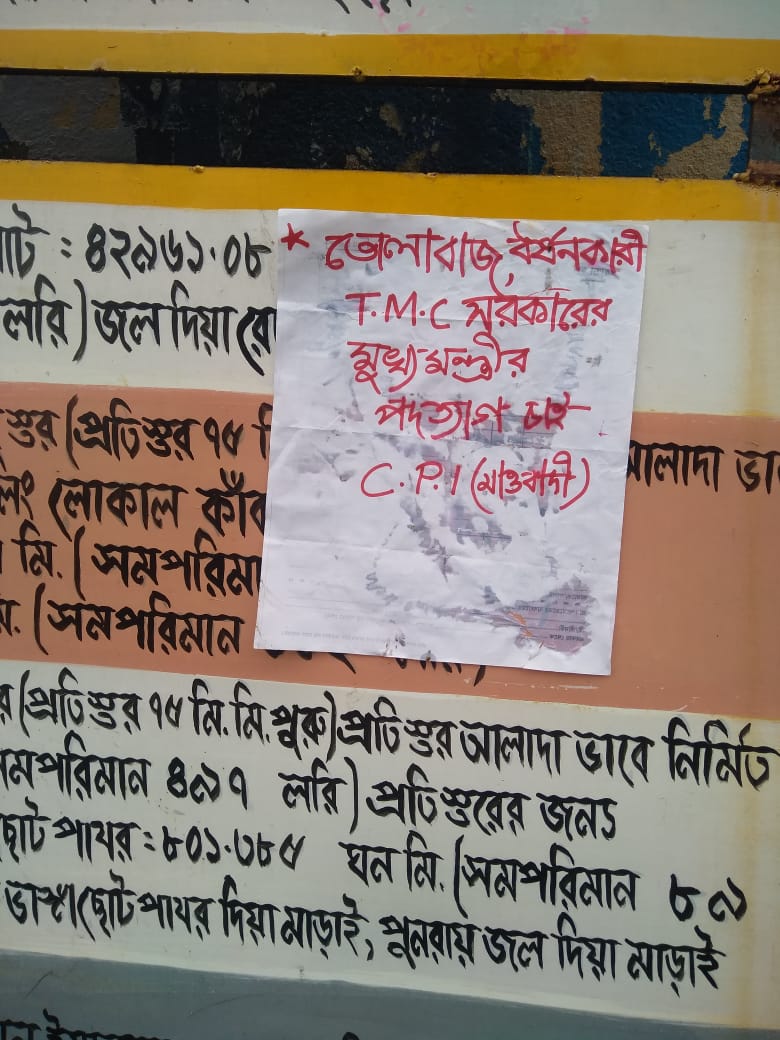 াট : ৪২৯৬১.০৮
লরি) জল দিয়া রো
স্তর (প্রতিস্তর ৭৫ মি
লিং লোকাল কাঁক
আলাদা ভা
মি. (সমপরিমা
মি. (সমপরিমান
* তোলাবাজ, ধর্ষনকারী
T.M.C সরকারের
মুখ্যমন্ত্রীর
পদত্যাগ চাই
C.P.I (মাওবাদী)
র (প্রতিস্তর ৭৫ মি.মি.পুরু) প্রতিস্তর আলাদা ভাবে নির্মিত
সমপরিমান ৪৯৭ লরি) প্রতিস্তরের জন্য
ছোট পাথর : ৮০১.৩৮৫ ঘন মি. (সমপরিমান ৮৯
ভাঙ্গা ছোট পাথর দিয়া মাড়াই, পুনরায় জল দিয়া মাড়াই